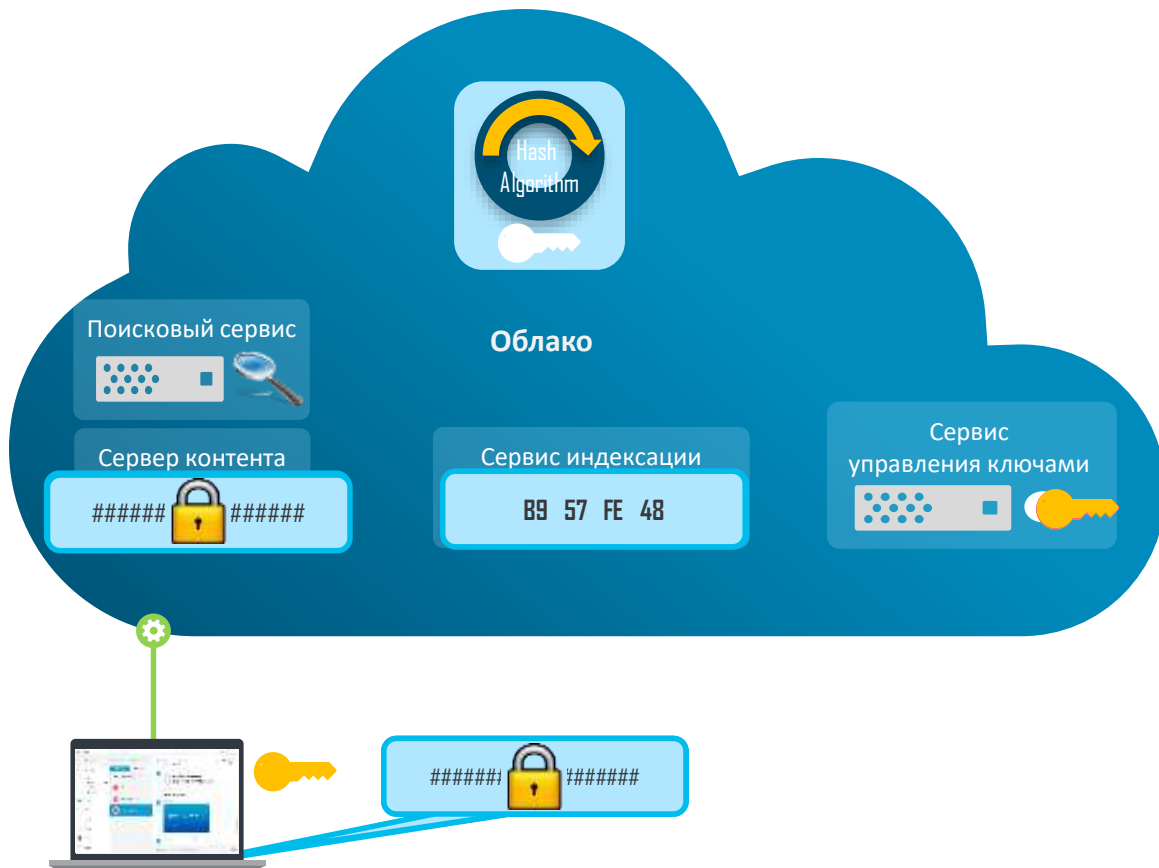 Hash
Algorithm
Облако
Поисковый сервис
Сервер контента
###### ######
Сервис индексации
B9 57 FE 48
Сервис
управления ключами
####### #######